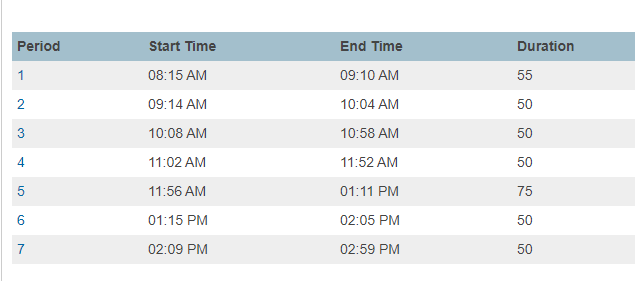 Period Start Time End Time Duration
1 08:15 AM 09:10 AM 55
2 09:14 AM 10:04 AM 50
3 10:08 AM 10:58 AM 50
4 11:02 AM 11:52 AM 50
5 11:56 AM 01:11 PM 75
6 01:15 PM 02:05 PM 50
7 02:09 PM 02:59 PM 50